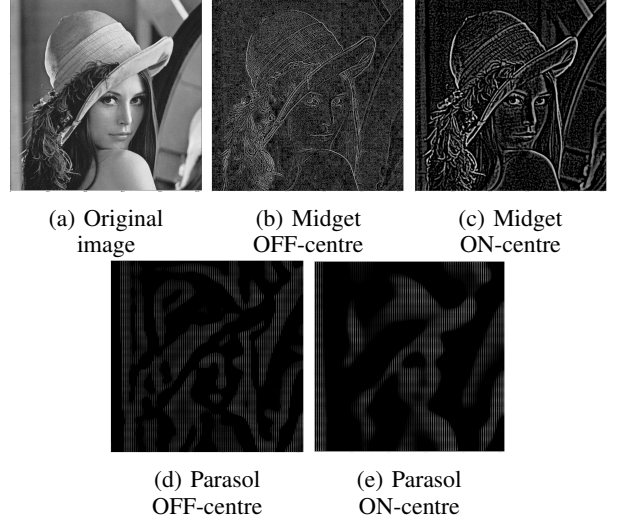 (a) Original
image
(b) Midget
OFF-centre
(c) Midget
ON-centre
(d) Parasol
OFF-centre
(e) Parasol
ON-centre